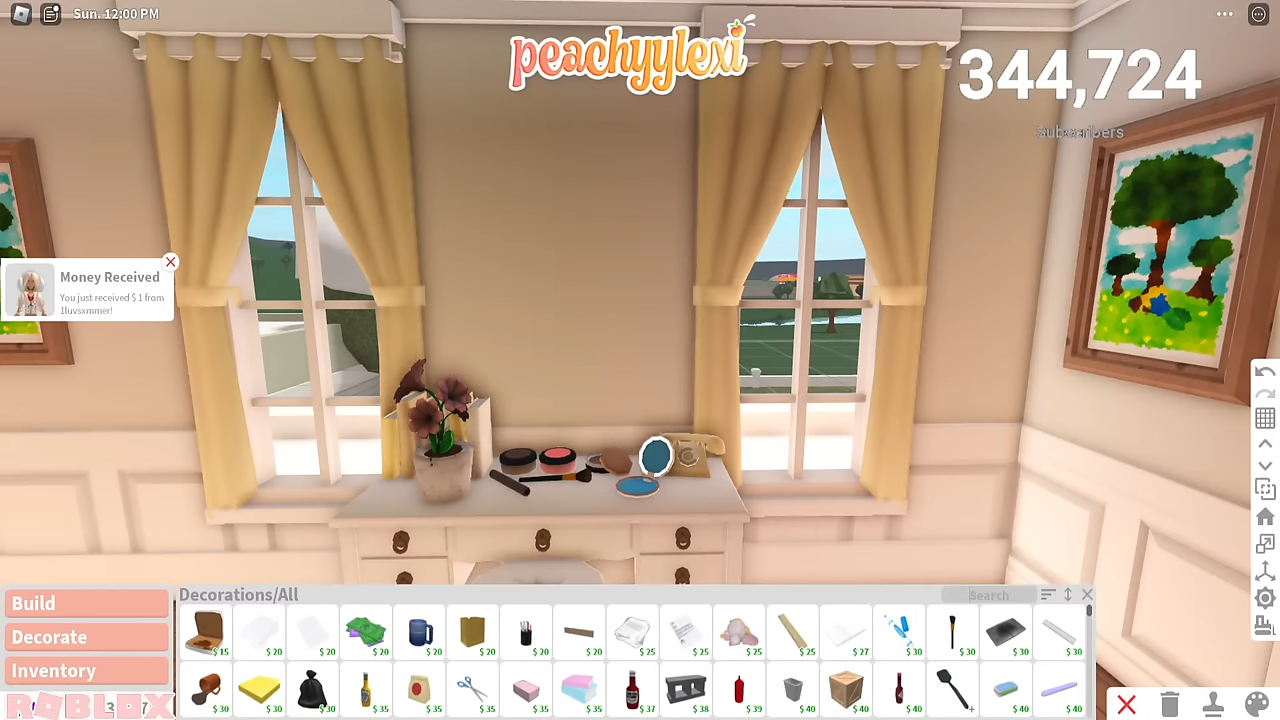 Sun. 12:00 PM
peachyylexi
344,724
Subscribers
Money Received
You just received $ 1 from
1luvsxmmer!
Build
Decorate
Inventory
ROBLOX
Decorations/All
Search
$ 15 $ 20 $ 20 $ 20 $ 20 $ 20 $ 20 $ 20 $ 25 $ 25 $ 25 $ 25 $ 27 $ 30 $ 30 $ 30 $ 30
$ 30 $ 30 $ 30 $ 35 $ 35 $ 35 $ 35 $ 35 $ 37 $ 38 $ 39 $ 40 $ 40 $ 40 $ 40 $ 40